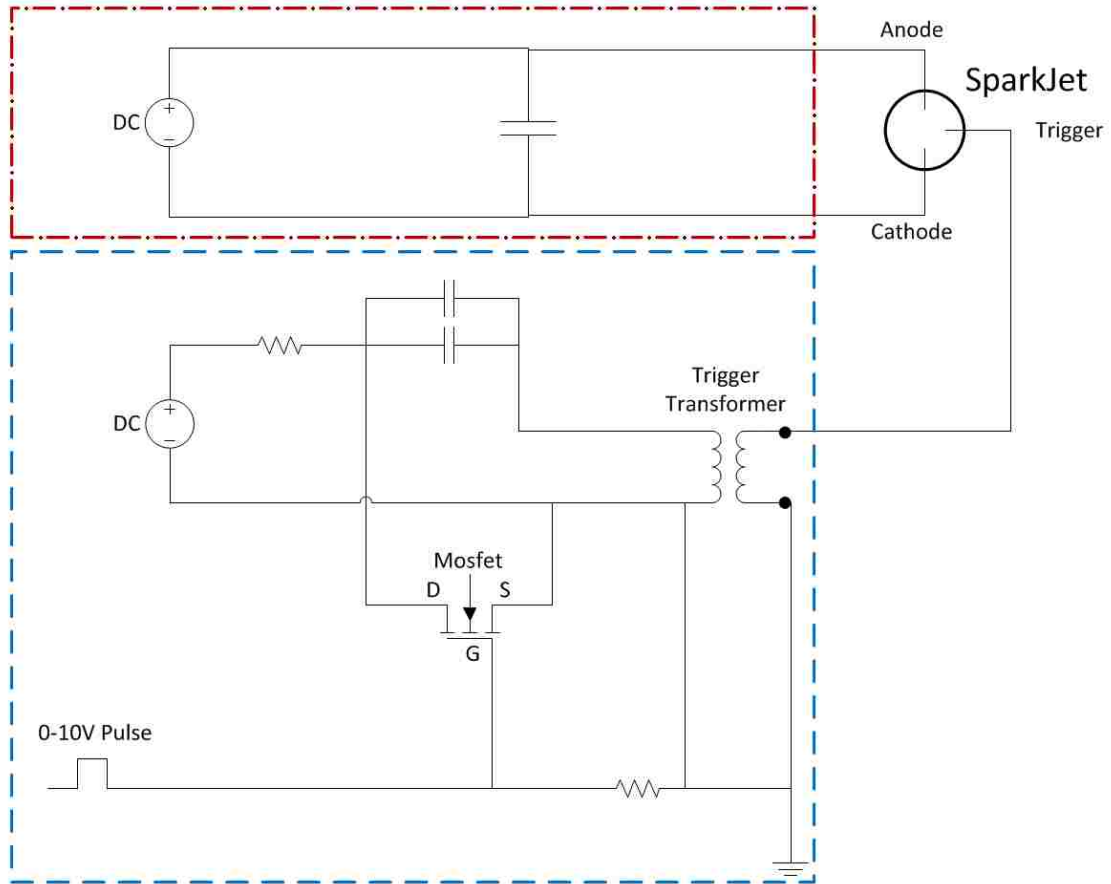 Anode
SparkJet
DC
+
−
Trigger
Cathode
Trigger
Transformer
DC
+
−
Mosfet
D
S
G
0-10V Pulse